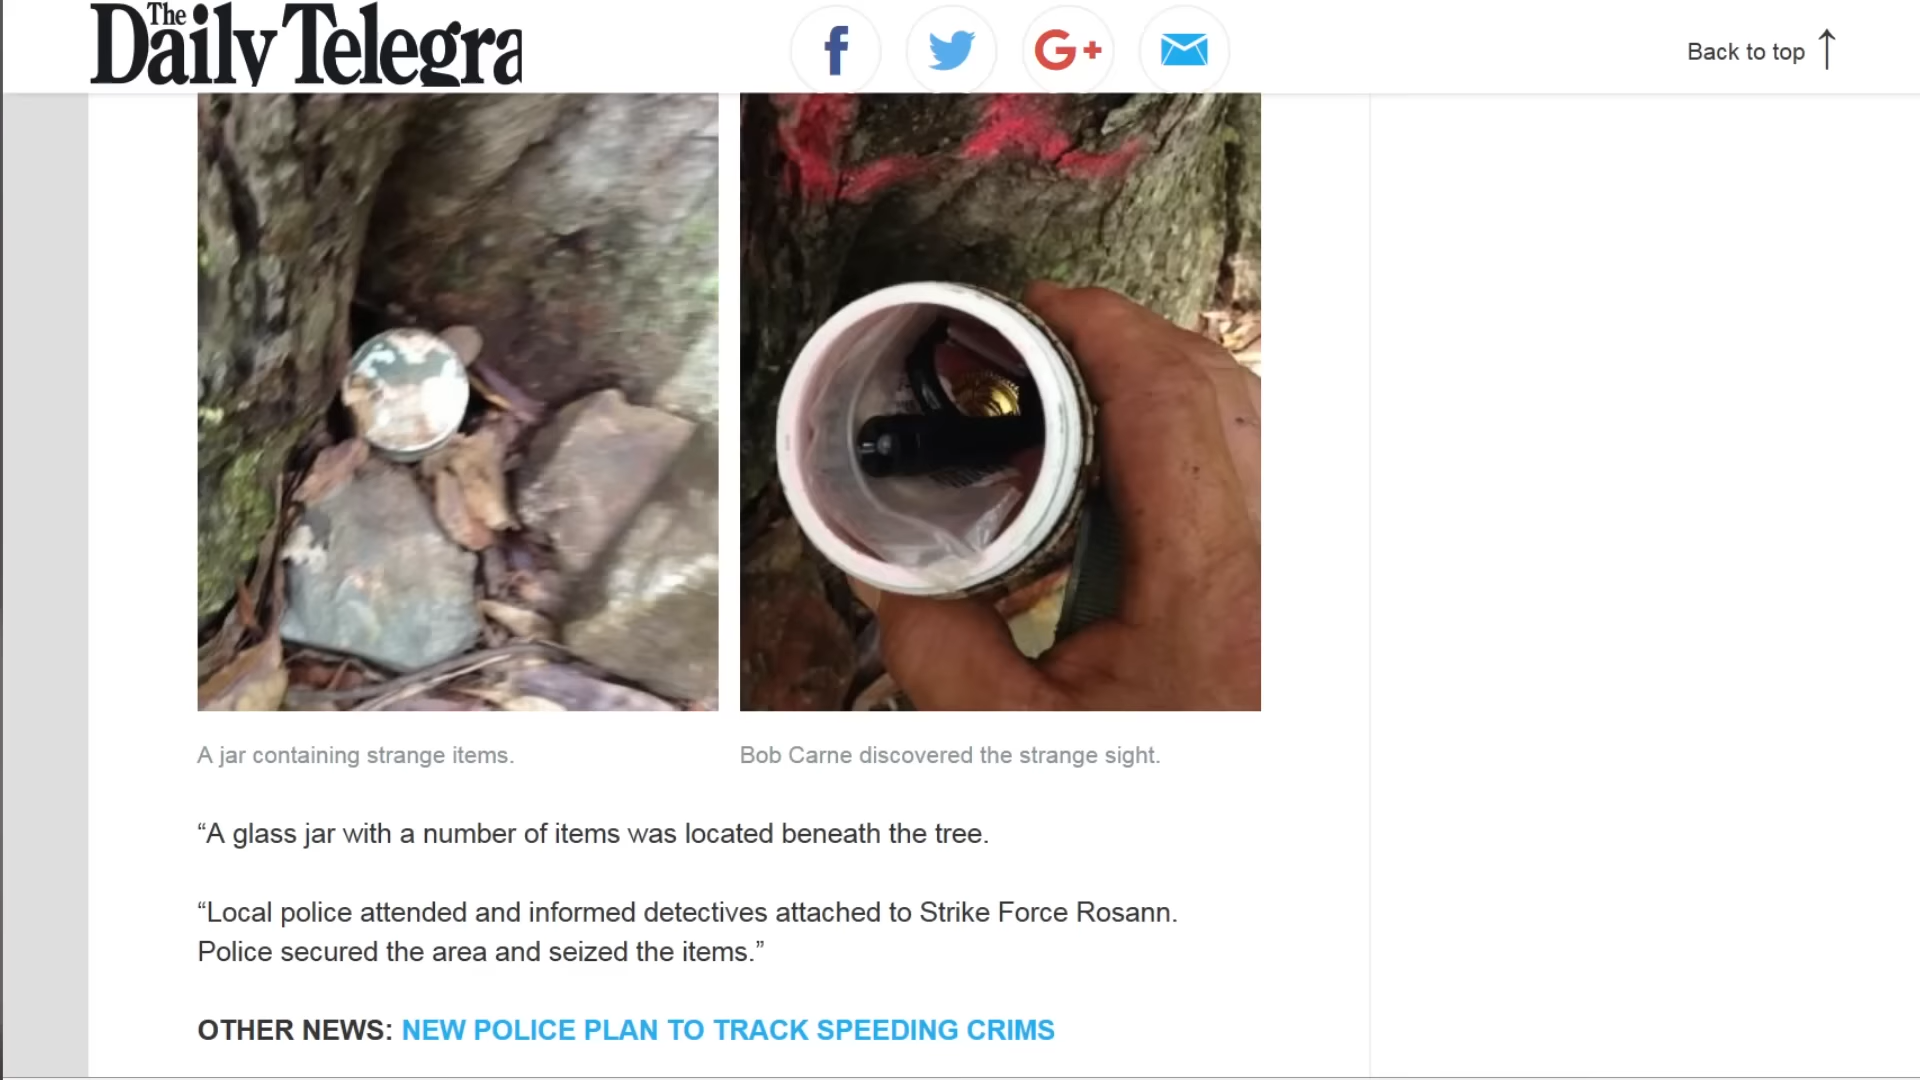 The
Daily Telegra
f
G+
Back to top ↑
A jar containing strange items.
Bob Carne discovered the strange sight.
“A glass jar with a number of items was located beneath the tree.
“Local police attended and informed detectives attached to Strike Force Rosann.
Police secured the area and seized the items.”
OTHER NEWS: NEW POLICE PLAN TO TRACK SPEEDING CRIMS